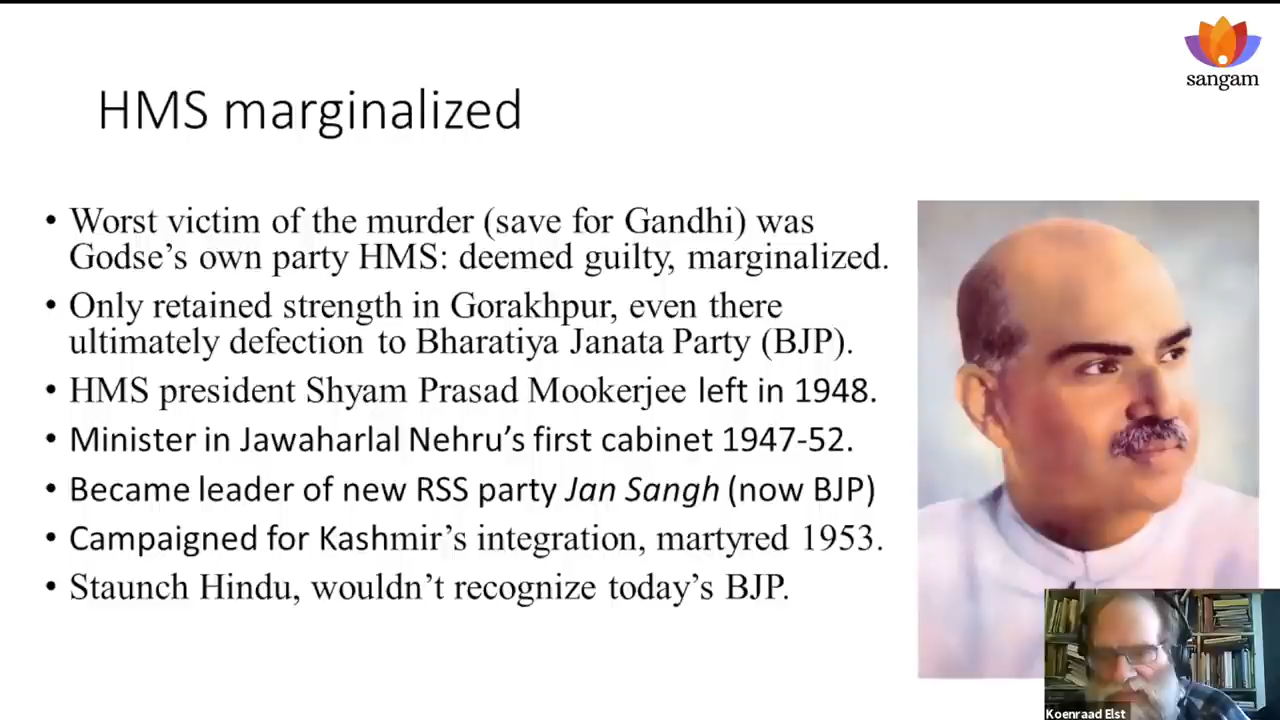 sangam
HMS marginalized
• Worst victim of the murder (save for Gandhi) was
Godse’s own party HMS: deemed guilty, marginalized.
• Only retained strength in Gorakhpur, even there
ultimately defection to Bharatiya Janata Party (BJP).
• HMS president Shyam Prasad Mookerjee left in 1948.
• Minister in Jawaharlal Nehru’s first cabinet 1947-52.
• Became leader of new RSS party Jan Sangh (now BJP)
• Campaigned for Kashmir’s integration, martyred 1953.
• Staunch Hindu, wouldn’t recognize today’s BJP.
Koenraad Elst